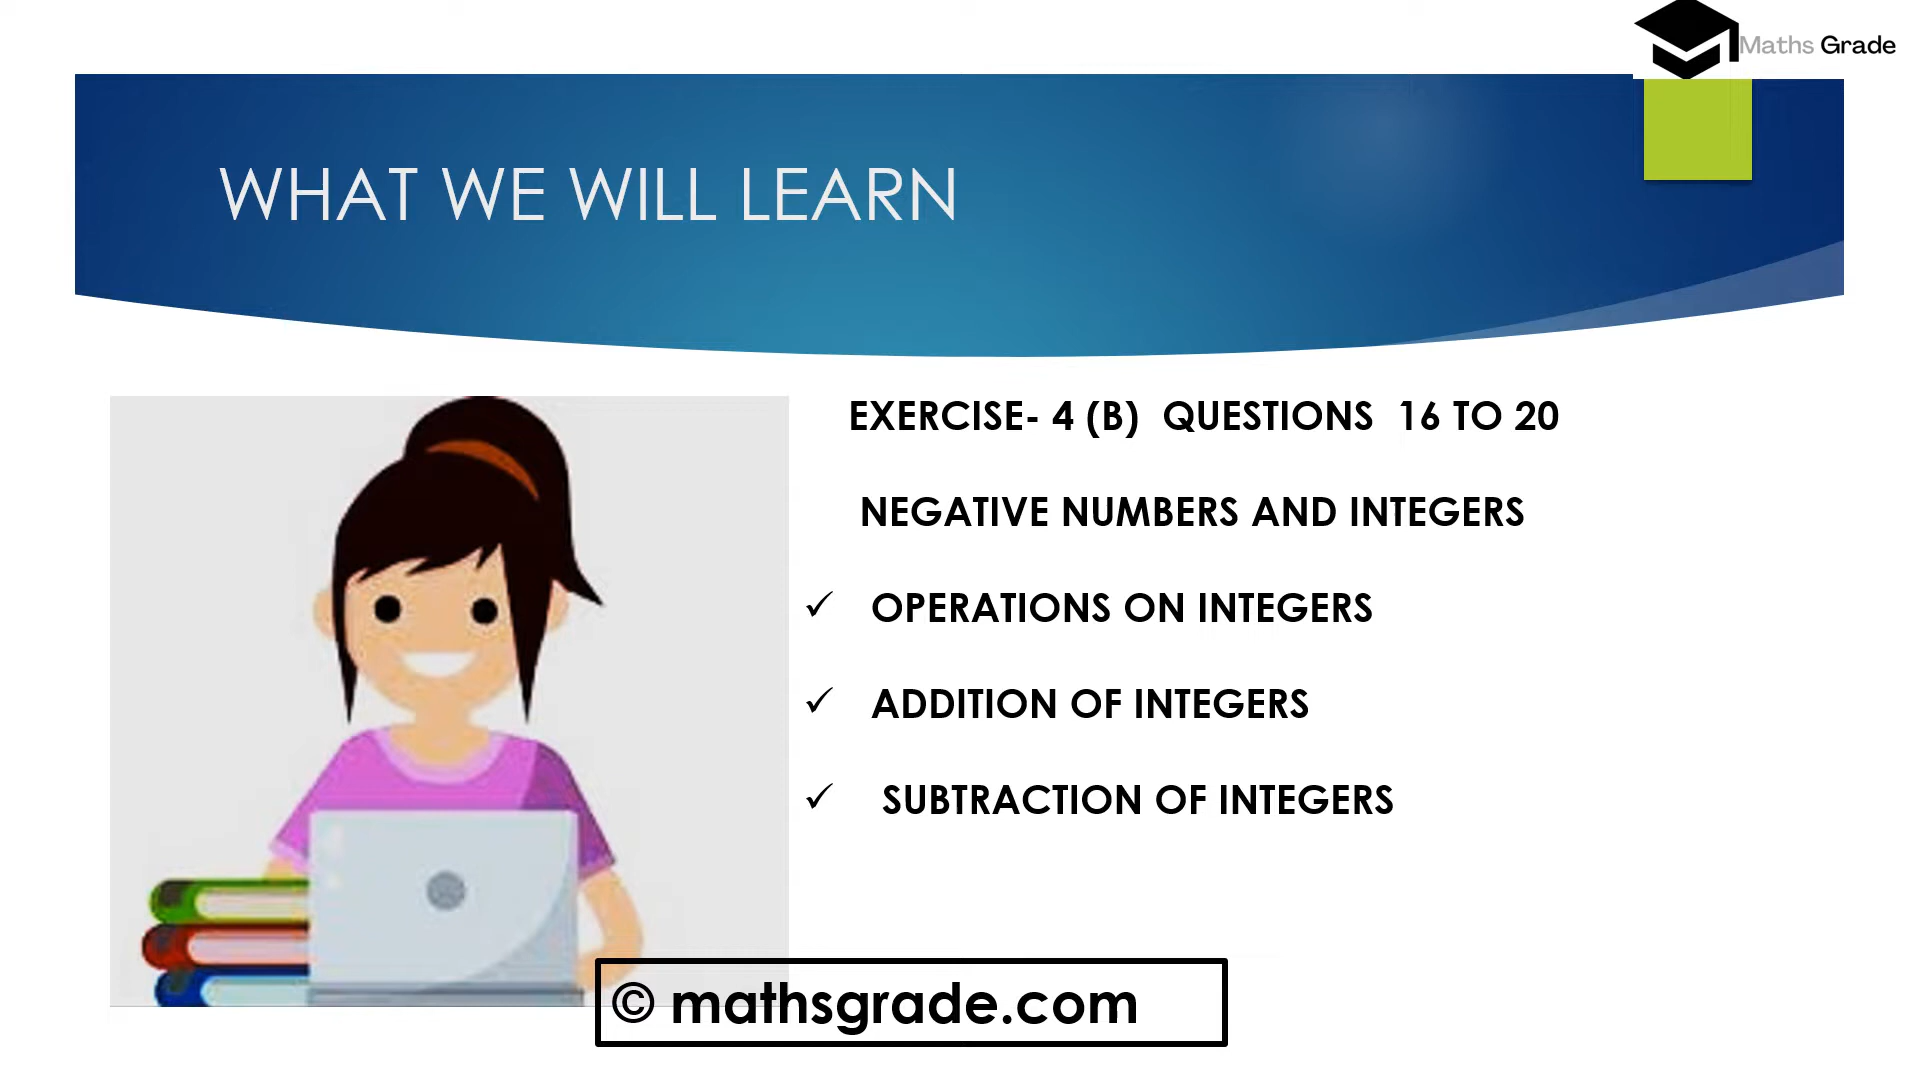 Maths Grade
WHAT WE WILL LEARN
EXERCISE- 4 (B) QUESTIONS 16 TO 20
NEGATIVE NUMBERS AND INTEGERS
✓ OPERATIONS ON INTEGERS
✓ ADDITION OF INTEGERS
✓ SUBTRACTION OF INTEGERS
© mathsgrade.com